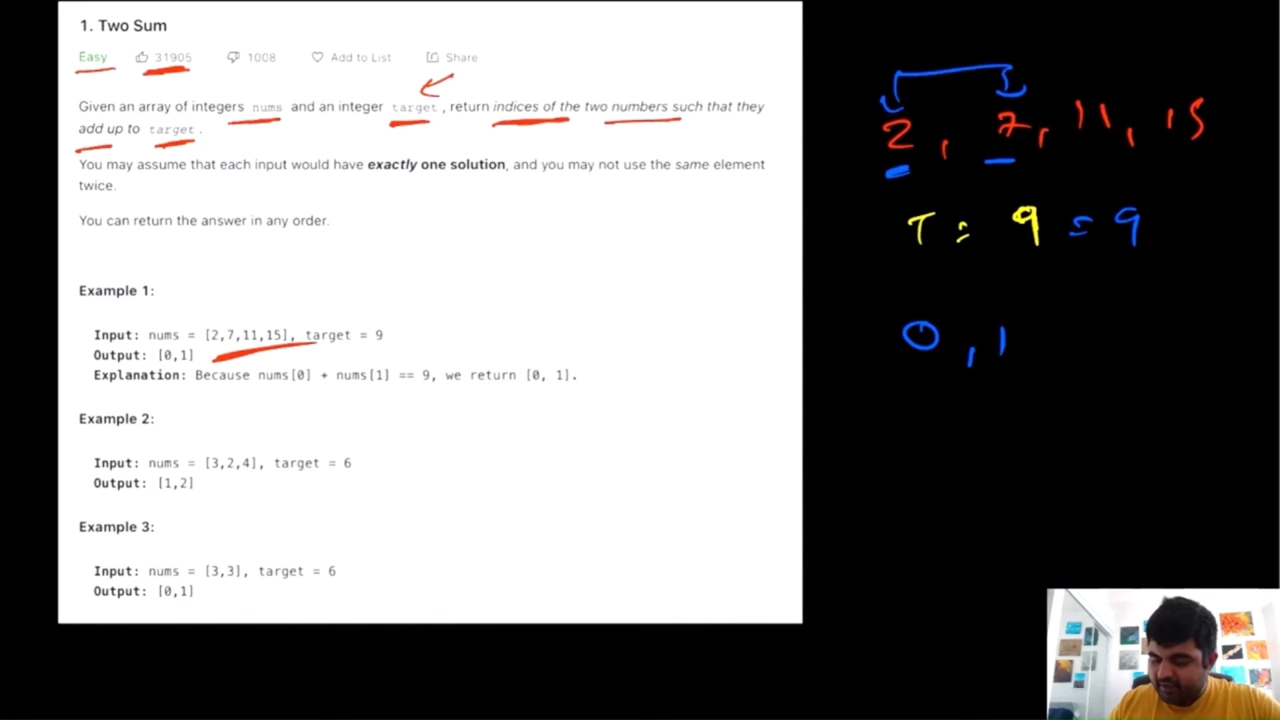 1. Two Sum
Easy 31905 1008 Add to List Share
Given an array of integers nums and an integer target, return indices of the two numbers such that they
add up to target.
You may assume that each input would have exactly one solution, and you may not use the same element
twice.
You can return the answer in any order.
Example 1:
Input: nums = [2,7,11,15], target = 9
Output: [0,1]
Explanation: Because nums[0] + nums[1] == 9, we return [0, 1].
Example 2:
Input: nums = [3,2,4], target = 6
Output: [1,2]
Example 3:
Input: nums = [3,3], target = 6
Output: [0,1]
2, 7, 11, 15
T = 9 = 9
0, 1